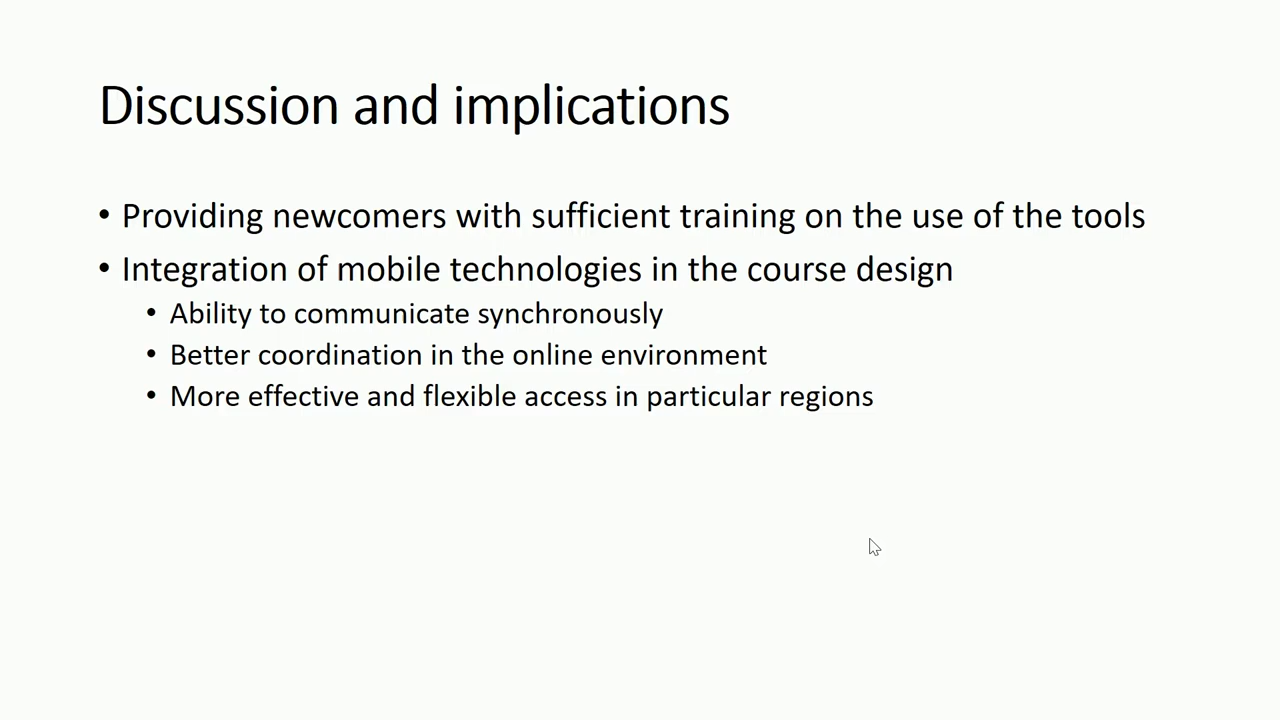 Discussion and implications
• Providing newcomers with sufficient training on the use of the tools
• Integration of mobile technologies in the course design
• Ability to communicate synchronously
• Better coordination in the online environment
• More effective and flexible access in particular regions